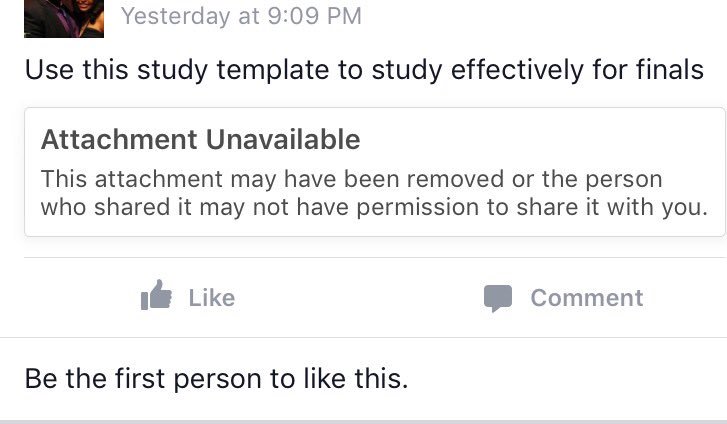 Yesterday at 9:09 PM
Use this study template to study effectively for finals
Attachment Unavailable
This attachment may have been removed or the person
who shared it may not have permission to share it with you.
Like
Comment
Be the first person to like this.